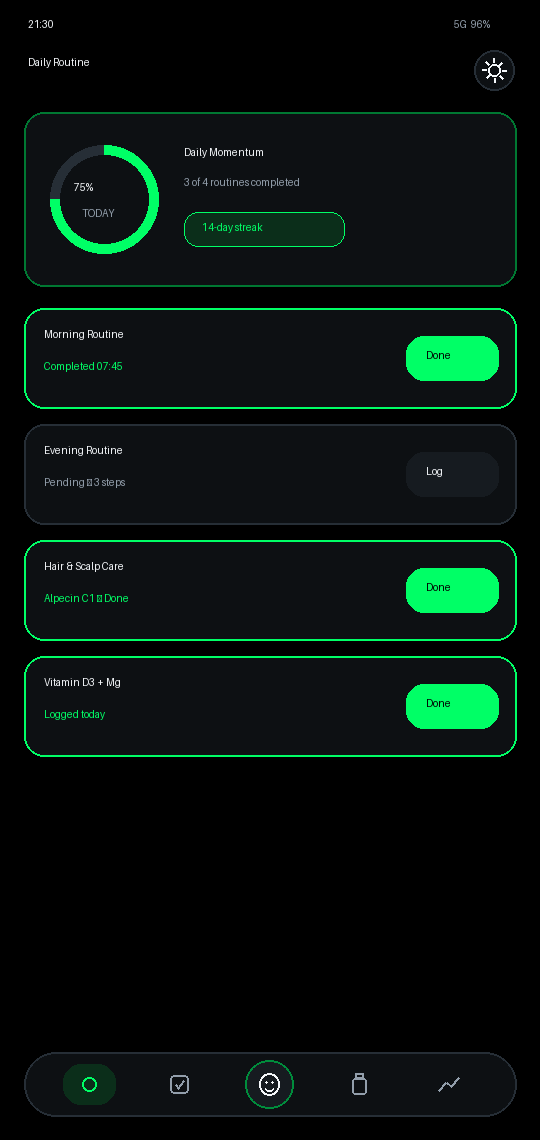 21:30
5G 96%
Daily Routine
Daily Momentum
3 of 4 routines completed
75%
TODAY
14-day streak
Morning Routine
Completed 07:45
Done
Evening Routine
Pending ▯ 3 steps
Log
Hair & Scalp Care
Alpecin C1 ▯ Done
Done
Vitamin D3 + Mg
Logged today
Done